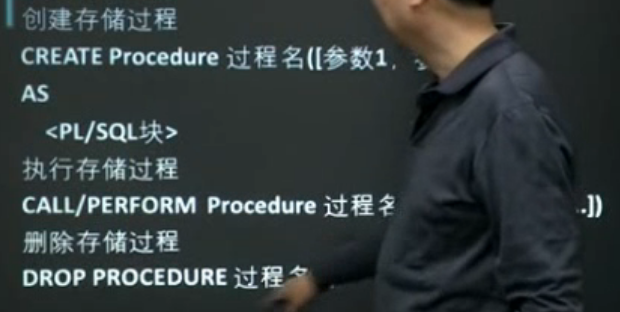 创建存储过程
CREATE Procedure 过程名([参数1,
AS
<PL/SQL块>
执行存储过程
CALL/PERFORM Procedure 过程名
.])
删除存储过程
DROP PROCEDURE 过程名